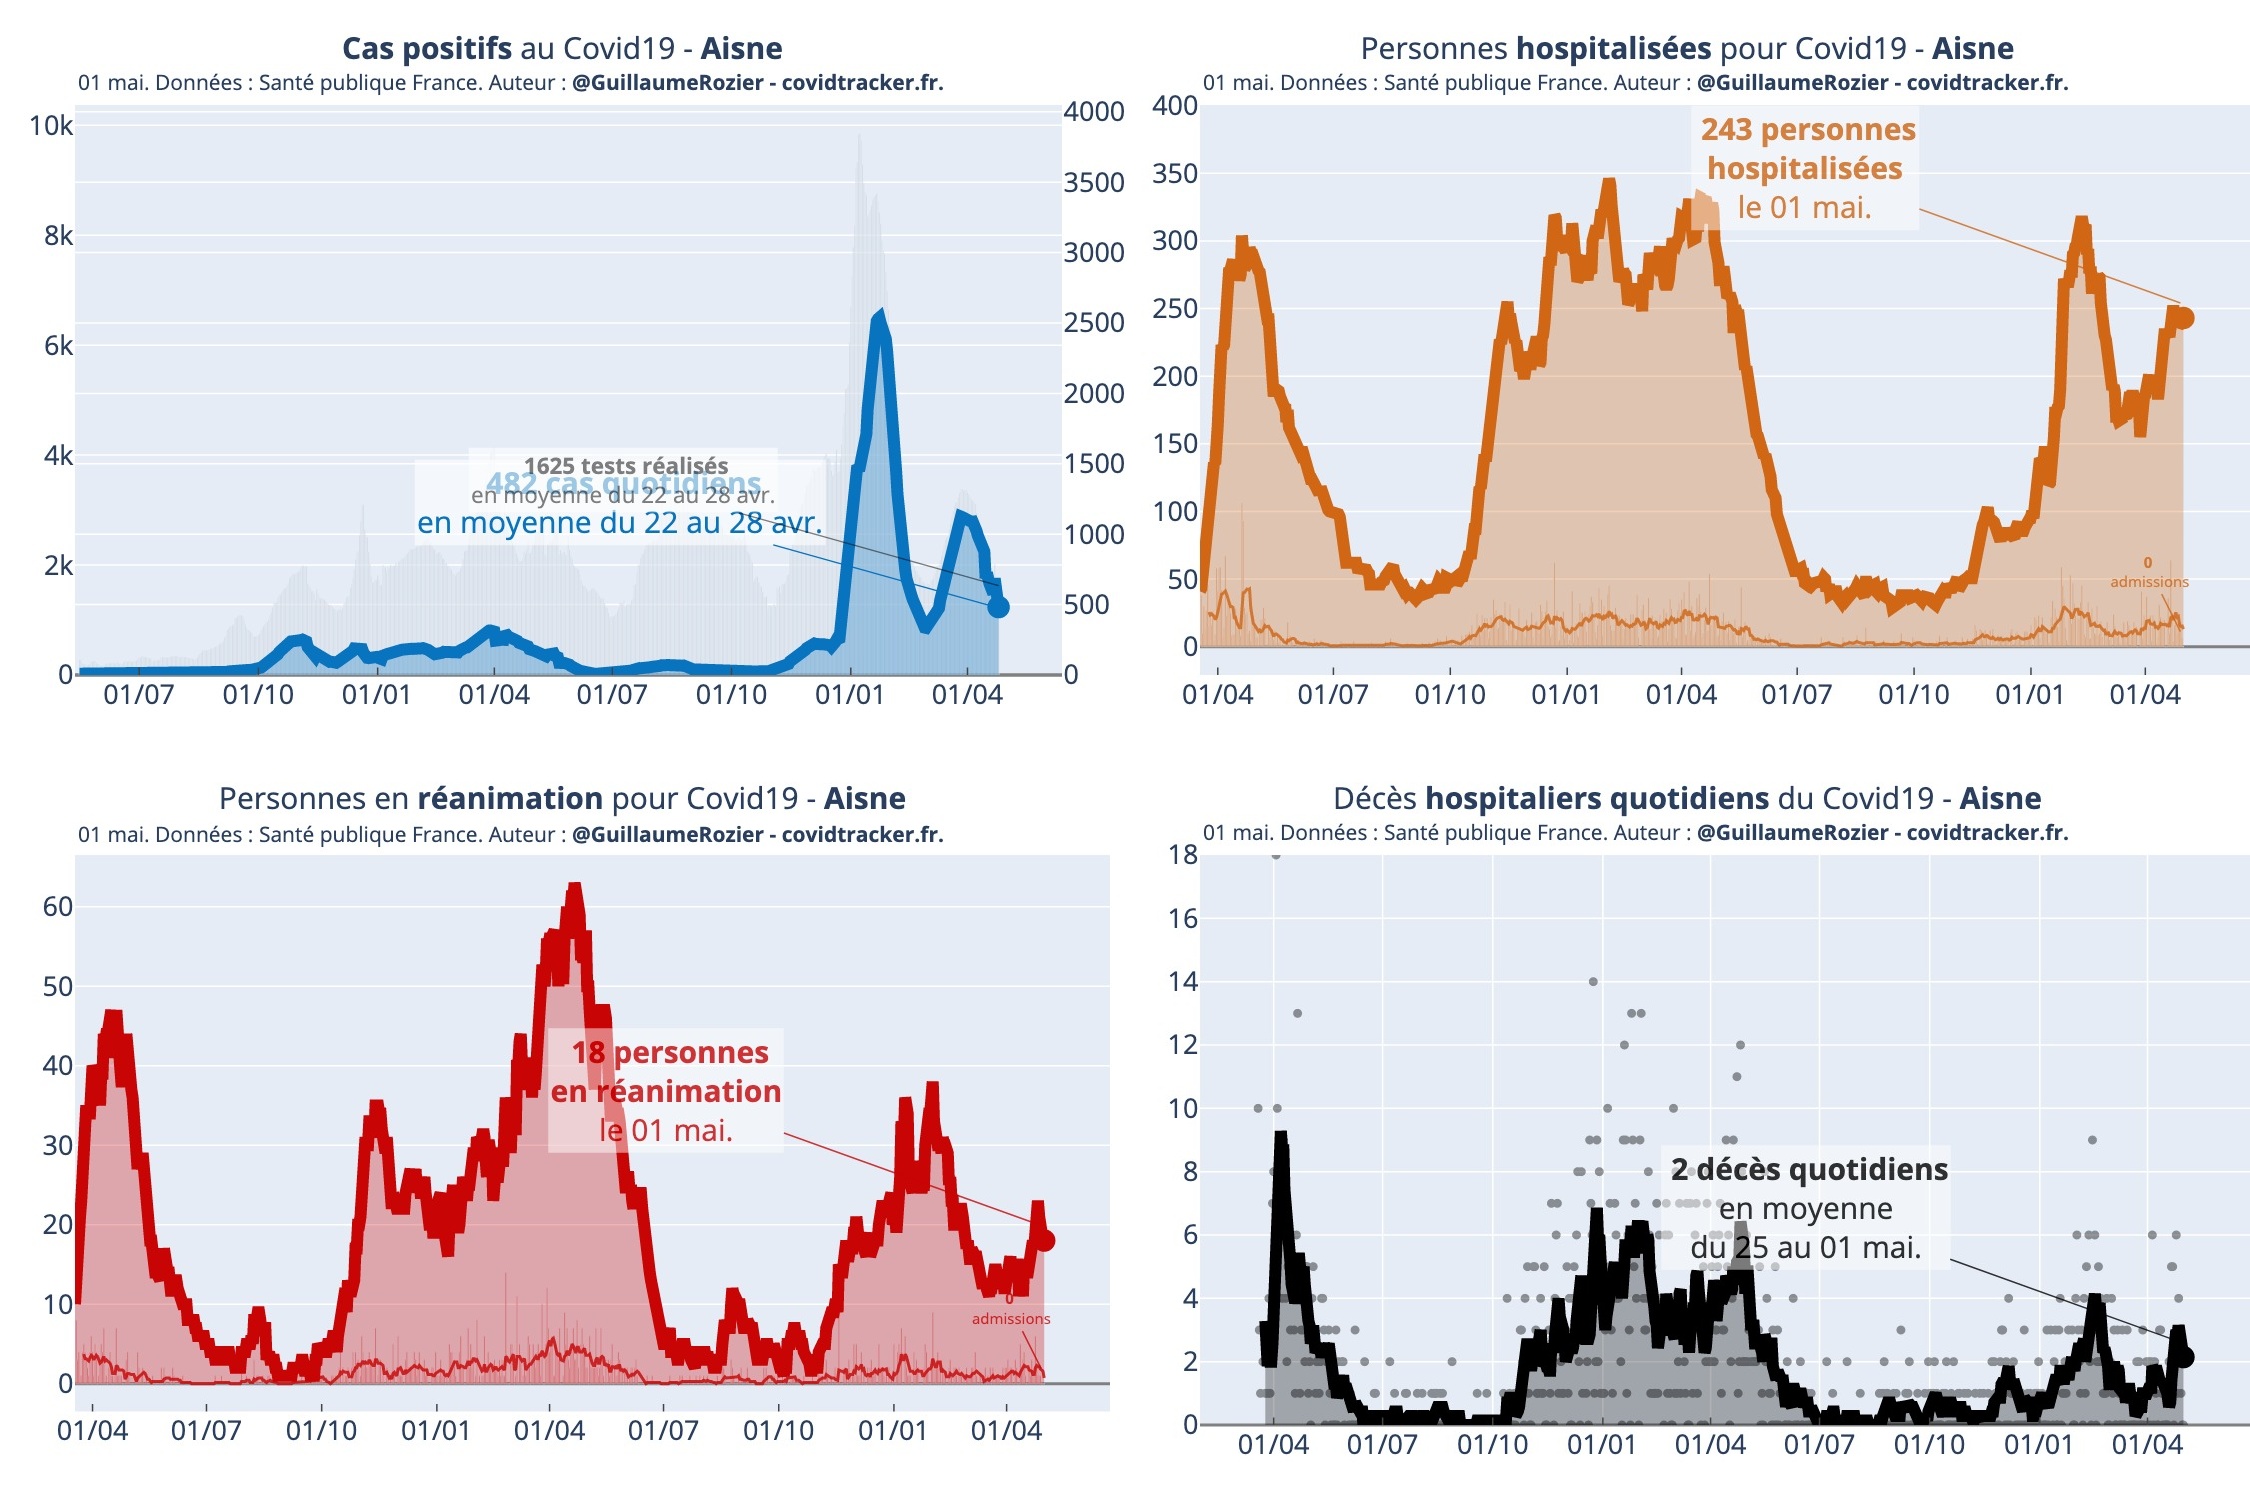 Cas positifs au Covid19 - Aisne
01 mai. Données : Santé publique France. Auteur : @GuillaumeRozier - covidtracker.fr.
10k
8k
6k
4k
2k
0
4000
3500
3000
2500
2000
1500
1000
500
0
1625 tests réalisés
en moyenne du 22 au 28 avr.
482 cas quotidiens
en moyenne du 22 au 28 avr.
01/07 01/10 01/01 01/04 01/07 01/10 01/01 01/04
Personnes hospitalisées pour Covid19 - Aisne
01 mai. Données : Santé publique France. Auteur : @GuillaumeRozier - covidtracker.fr.
400
350
300
250
200
150
100
50
0
243 personnes
hospitalisées
le 01 mai.
0
admissions
01/04 01/07 01/10 01/01 01/04 01/07 01/10 01/01 01/04
Personnes en réanimation pour Covid19 - Aisne
01 mai. Données : Santé publique France. Auteur : @GuillaumeRozier - covidtracker.fr.
60
50
40
30
20
10
0
18 personnes
en réanimation
le 01 mai.
0
admissions
01/04 01/07 01/10 01/01 01/04 01/07 01/10 01/01 01/04
Décès hospitaliers quotidiens du Covid19 - Aisne
01 mai. Données : Santé publique France. Auteur : @GuillaumeRozier - covidtracker.fr.
18
16
14
12
10
8
6
4
2
0
2 décès quotidiens
en moyenne
du 25 au 01 mai.
01/04 01/07 01/10 01/01 01/04 01/07 01/10 01/01 01/04